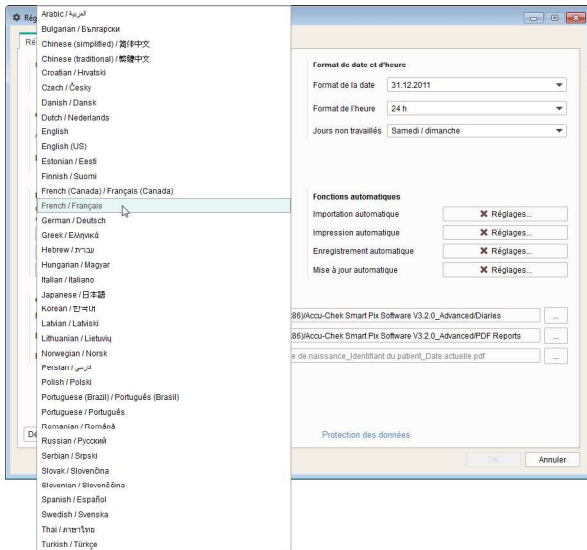 Rég
Ré
Arabic / العربية
Bulgarian / Български
Chinese (simplified) / 简体中文
Chinese (traditional) / 繁體中文
Croatian / Hrvatski
Czech / Česky
Danish / Dansk
Dutch / Nederlands
English
English (US)
Estonian / Eesti
Finnish / Suomi
French (Canada) / Français (Canada)
French / Français
German / Deutsch
Greek / Ελληνικά
Hebrew / עברית
Hungarian / Magyar
Italian / Italiano
Japanese / 日本語
Korean / 한국어
Latvian / Latviski
Lithuanian / Lietuvių
Norwegian / Norsk
Persian / فارسی
Polish / Polski
Portuguese (Brazil) / Português (Brasil)
Portuguese / Português
Romanian / Română
Russian / Русский
Serbian / Srpski
Slovak / Slovenčina
Slovenian / Slovenščina
Spanish / Español
Swedish / Svenska
Thai / ภาษาไทย
Turkish / Türkçe
Format de date et d'heure
Format de la date 31.12.2011
Format de l'heure 24 h
Jours non travaillés Samedi / dimanche
Fonctions automatiques
Importation automatique Réglages...
Impression automatique Réglages...
Enregistrement automatique Réglages...
Mise à jour automatique Réglages...
:86)/Accu-Chek Smart Pix Software V3.2.0_Advanced/Diaries ...
:86)/Accu-Chek Smart Pix Software V3.2.0_Advanced/PDF Reports ...
e de naissance_Identifiant du patient_Date actuelle.pdf ...
Dé
Protection des données
OK Annuler